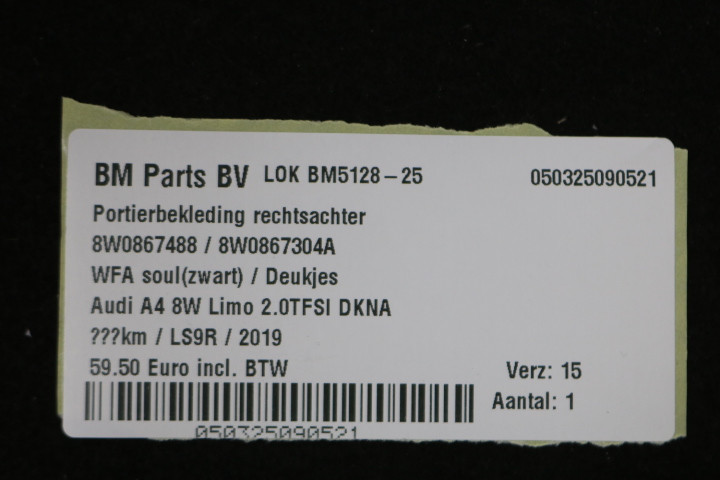 BM Parts BV LOK BM5128-25 050325090521
Portierbekleding rechtsachter
8W0867488 / 8W0867304A
WFA soul(zwart) / Deukjes
Audi A4 8W Limo 2.0TFSI DKNA
???km / LS9R / 2019
59.50 Euro incl. BTW Verz: 15
Aantal: 1
050325090521